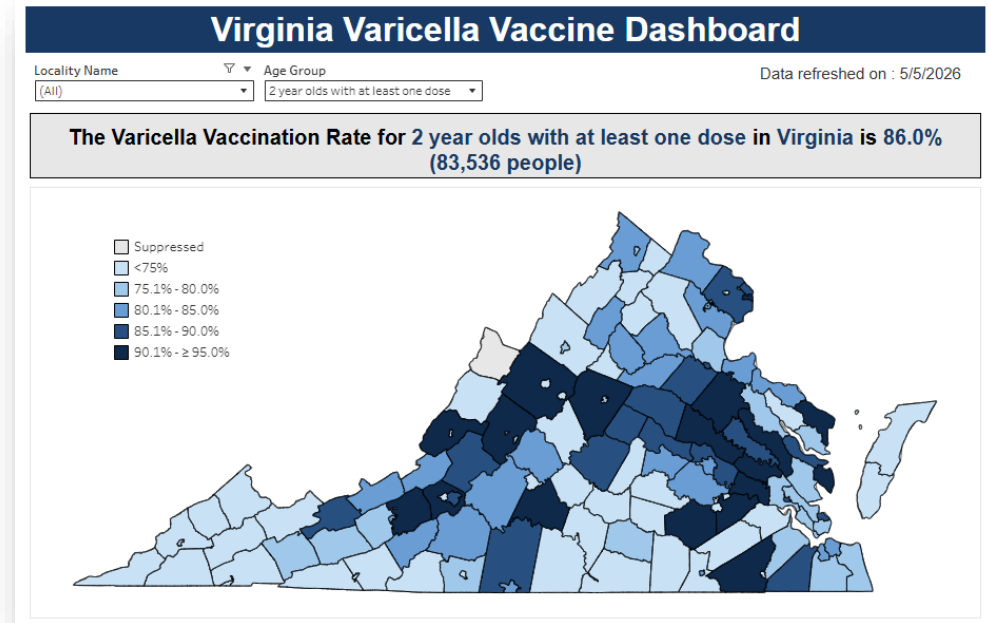 Virginia Varicella Vaccine Dashboard
Locality Name
Age Group
Data refreshed on : 5/5/2026
(All)
2 year olds with at least one dose
The Varicella Vaccination Rate for 2 year olds with at least one dose in Virginia is 86.0%
(83,536 people)
Suppressed
<75%
75.1% - 80.0%
80.1% - 85.0%
85.1% - 90.0%
90.1% - ≥ 95.0%